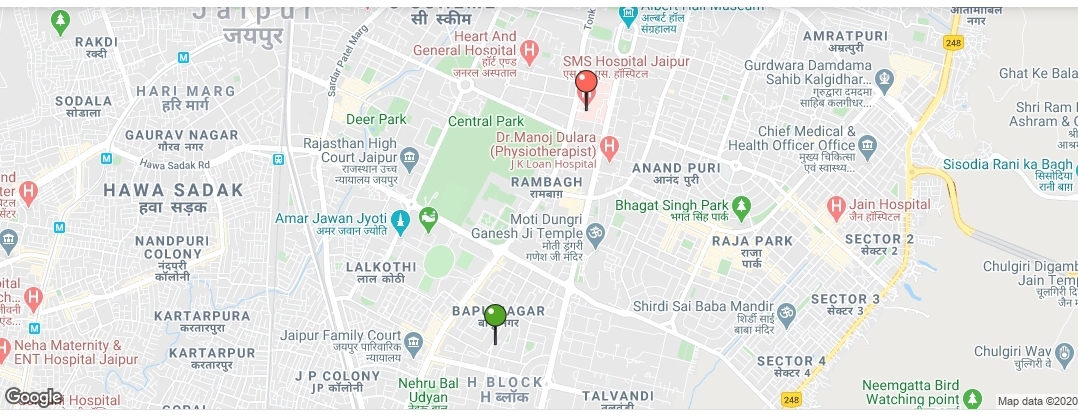 Jaipur
जयपुर
सी स्कीम
Tonk
Albert Hall Museum
अल्बर्ट हॉल
संग्रहालय
नगर
RAKDI
रक्दी
Sardar Patel Marg
Heart And
General Hospital
हॉर्ट एण्ड
जनरल अस्पताल
SMS Hospital Jaipur
हॉस्पिटल
AMRATPURI
अम्रतपुरी
248
Gurdwara Damdama
Sahib Kalgidhar...
गुरुद्वारा दमदमा
साहिब कलगीधर...
Ghat Ke Bala
SODALA
सोडाला
HARI MARG
हरि मार्ग
Deer Park
Central Park
Shri Ram
Ashram &
GAURAV NAGAR
गौरव नगर
Hawa Sadak Rd
Rajasthan High
Court Jaipur
राजस्थान उच्च
न्यायालय जयपुर
Dr.Manoj Dulara
(Physiotherapist)
J K Loan Hospital
Chief Medical &
Health Officer Office
मुख्य चिकित्सा
एवं स्वास्थ्य...
ANAND PURI
आनंद पुरी
Sisodia Rani ka Bagh
सिसोदिया
रानी बाग़
HAWA SADAK
हवा सड़क
RAMBAGH
रामबाग़
Amar Jawan Jyoti
अमर जवान ज्योति
Moti Dungri
Ganesh Ji Temple
मोती डूंगरी
गणेश जी मंदिर
Bhagat Singh Park
भगत सिंह पार्क
Jain Hospital
जैन हॉस्पिटल
RAJA PARK
राजा
पार्क
SECTOR 2
सेक्टर 2
NANDPURI
COLONY
नंदपुरी
कॉलोनी
LALKOTHI
लाल कोठी
Chulgiri Digamb
Jain Temp
चूलगिरी
KARTARPURA
करतारपुरा
BAPU NAGAR
Shirdi Sai Baba Mandir
शिर्डी साईं
बाबा मंदिर
SECTOR 3
सेक्टर 3
Neha Maternity &
ENT Hospital Jaipur
KARTARPUR
करतारपुर
Jaipur Family Court
जयपुर पारिवारिक
न्यायालय
Chulgiri Way
चुल्गिरी वे
SECTOR 4
सेक्टर 4
J P COLONY
JP कॉलोनी
Nehru Bal
Udyan
H BLOCK
H ब्लॉक
TALVANDI
तलवंडी
248
Neemgatta Bird
Watching point
Google
Hospital
Map data ©2020